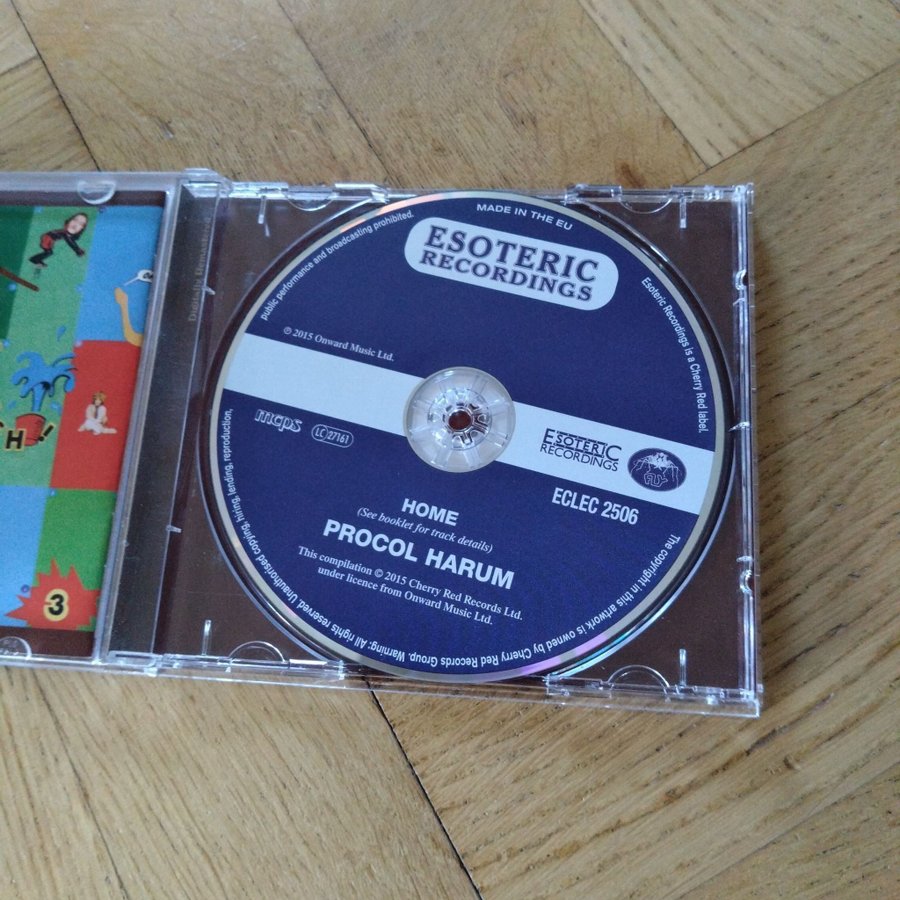 MADE IN THE EU
ESOTERIC
RECORDINGS
℗ 2015 Onward Music Ltd.
mcps
LC 27161
ESOTERIC
RECORDINGS
ECLEC 2506
HOME
(See booklet for track details)
PROCOL HARUM
This compilation © 2015 Cherry Red Records Ltd.
under licence from Onward Music Ltd.
Esoteric Recordings is a Cherry Red label.
The copyright in this artwork is owned by Cherry Red Records Group. Warning: All rights reserved. Unauthorised copying, hiring, lending, reproduction,
public performance and broadcasting prohibited.
Digitally
H!
3